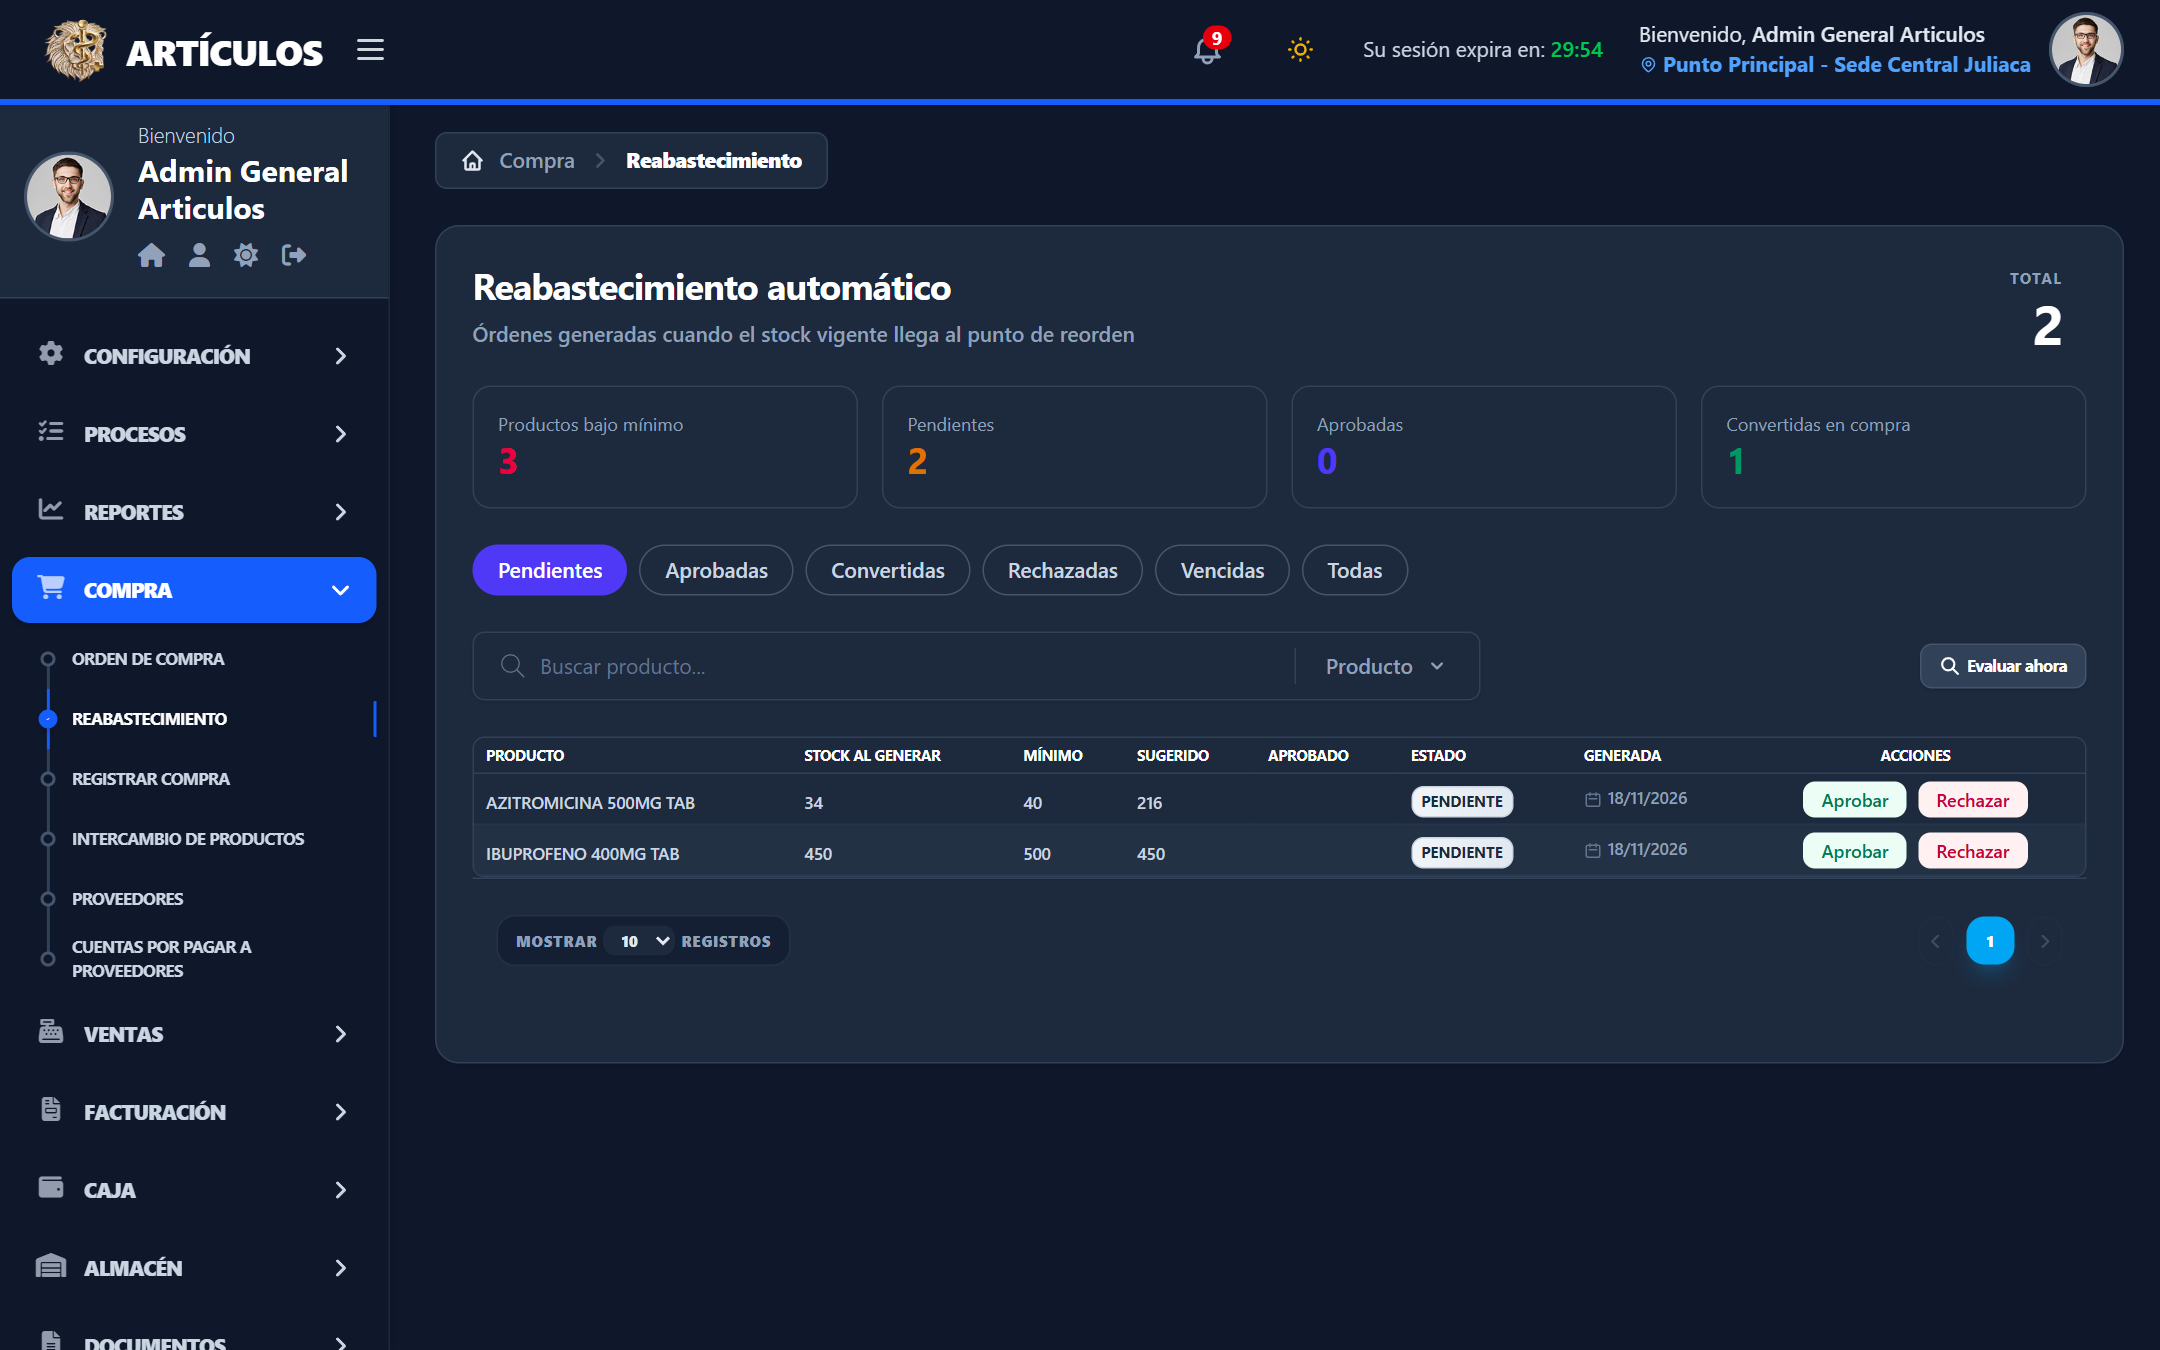 ARTÍCULOS
9
Su sesión expira en: 29:54
Bienvenido, Admin General Articulos
Punto Principal - Sede Central Juliaca
Bienvenido
Admin General
Articulos
CONFIGURACIÓN
PROCESOS
REPORTES
COMPRA
ORDEN DE COMPRA
REABASTECIMIENTO
REGISTRAR COMPRA
INTERCAMBIO DE PRODUCTOS
PROVEEDORES
CUENTAS POR PAGAR A
PROVEEDORES
VENTAS
FACTURACIÓN
CAJA
ALMACÉN
DOCUMENTOS
Compra > Reabastecimiento
Reabastecimiento automático
Órdenes generadas cuando el stock vigente llega al punto de reorden
TOTAL
2
Productos bajo mínimo
3
Pendientes
2
Aprobadas
0
Convertidas en compra
1
Pendientes Aprobadas Convertidas Rechazadas Vencidas Todas
Buscar producto... Producto
Evaluar ahora
PRODUCTO STOCK AL GENERAR MÍNIMO SUGERIDO APROBADO ESTADO GENERADA ACCIONES
AZITROMICINA 500MG TAB 34 40 216 PENDIENTE 18/11/2026 Aprobar Rechazar
IBUPROFENO 400MG TAB 450 500 450 PENDIENTE 18/11/2026 Aprobar Rechazar
MOSTRAR 10 REGISTROS
1